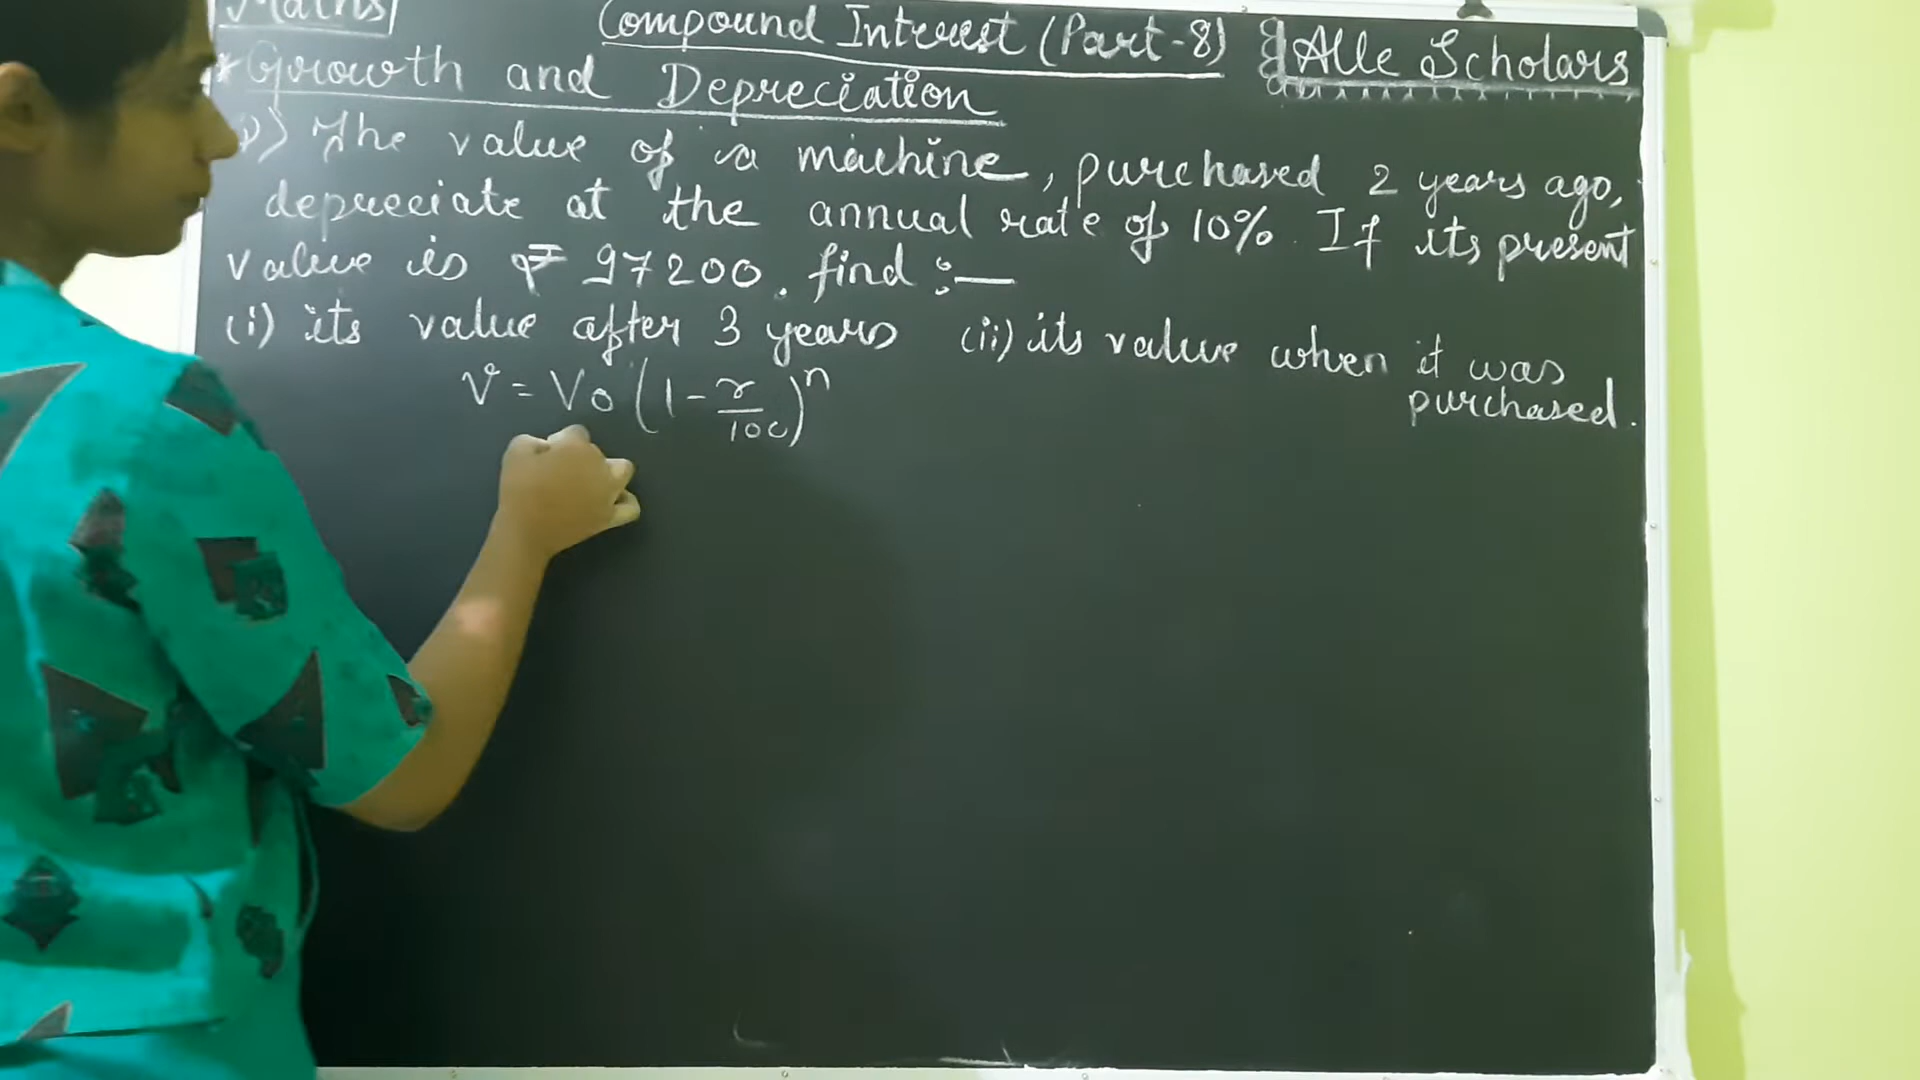 Maths
Compound Interest (Part-8)
Alle Scholars
*Growth and Depreciation
The value of a machine, purchased 2 years ago,
depreciate at the annual rate of 10%. If its present
value is ₹ 97200. find :—
(i) its value after 3 years (ii) its value when it was
purchased.
V = Vo (1 - r/100)^n